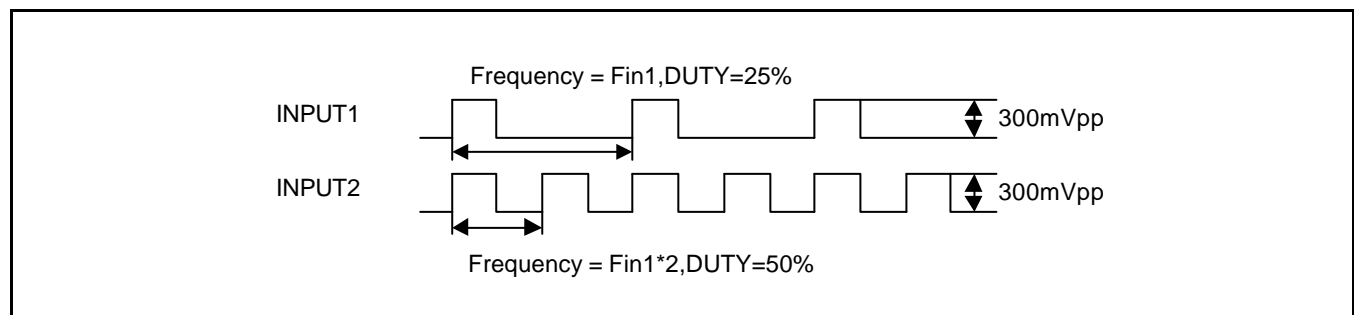 Frequency = Fin1,DUTY=25%
INPUT1
300mVpp
INPUT2
300mVpp
Frequency = Fin1*2,DUTY=50%